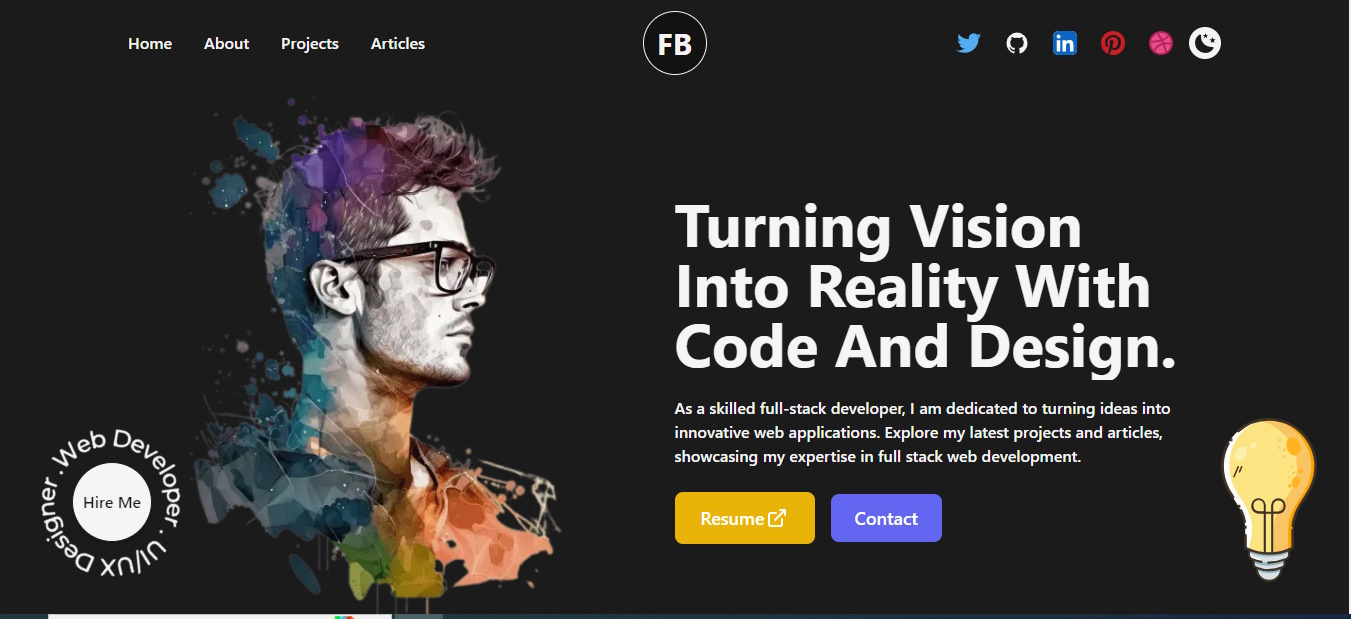 Home About Projects Articles
FB
in
Turning Vision
Into Reality With
Code And Design.
As a skilled full-stack developer, I am dedicated to turning ideas into
innovative web applications. Explore my latest projects and articles,
showcasing my expertise in full stack web development.
Resume
Contact
Web Developer . UI/UX Designer .
Hire Me